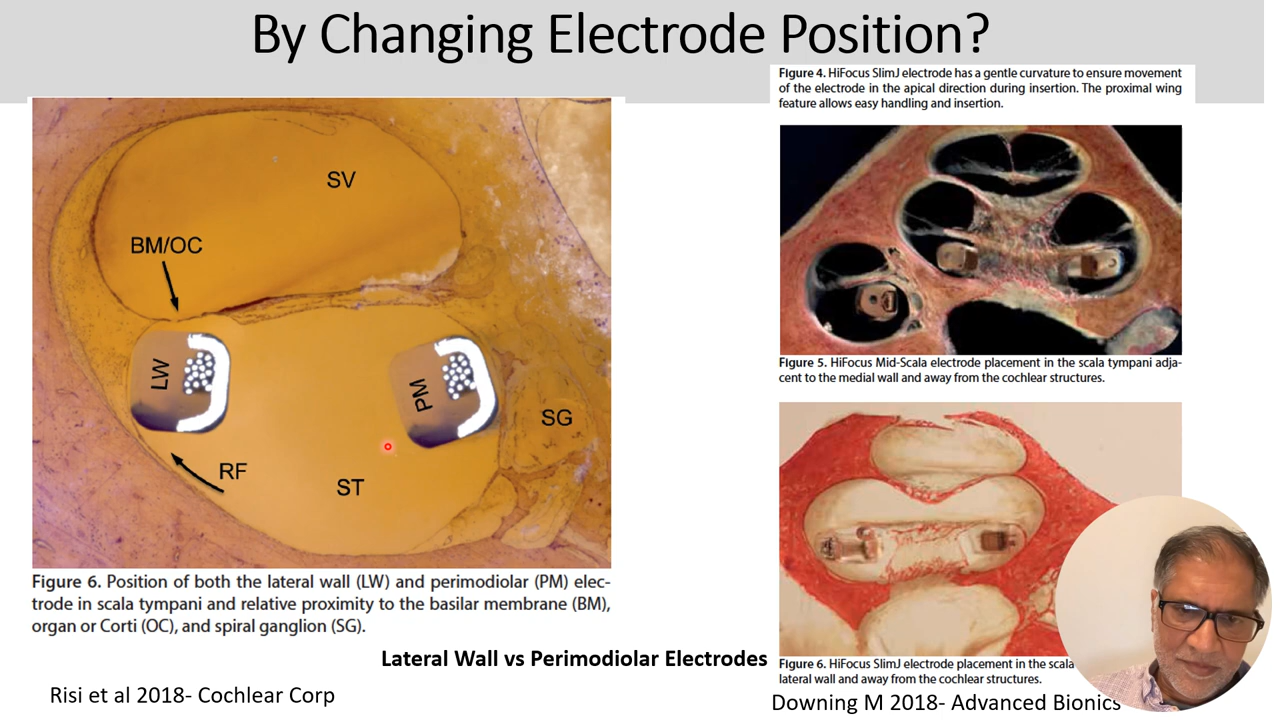 By Changing Electrode Position?
Figure 4. HiFocus SlimJ electrode has a gentle curvature to ensure movement
of the electrode in the apical direction during insertion. The proximal wing
feature allows easy handling and insertion.
SV
BM/OC
LW
PM
SG
RF
ST
Figure 5. HiFocus Mid-Scala electrode placement in the scala tympani adja-
cent to the medial wall and away from the cochlear structures.
Figure 6. Position of both the lateral wall (LW) and perimodiolar (PM) elec-
trode in scala tympani and relative proximity to the basilar membrane (BM),
organ or Corti (OC), and spiral ganglion (SG).
Lateral Wall vs Perimodiolar Electrodes
Figure 6. HiFocus SlimJ electrode placement in the scala
lateral wall and away from the cochlear structures.
Risi et al 2018- Cochlear Corp
Downing M 2018- Advanced Bionics